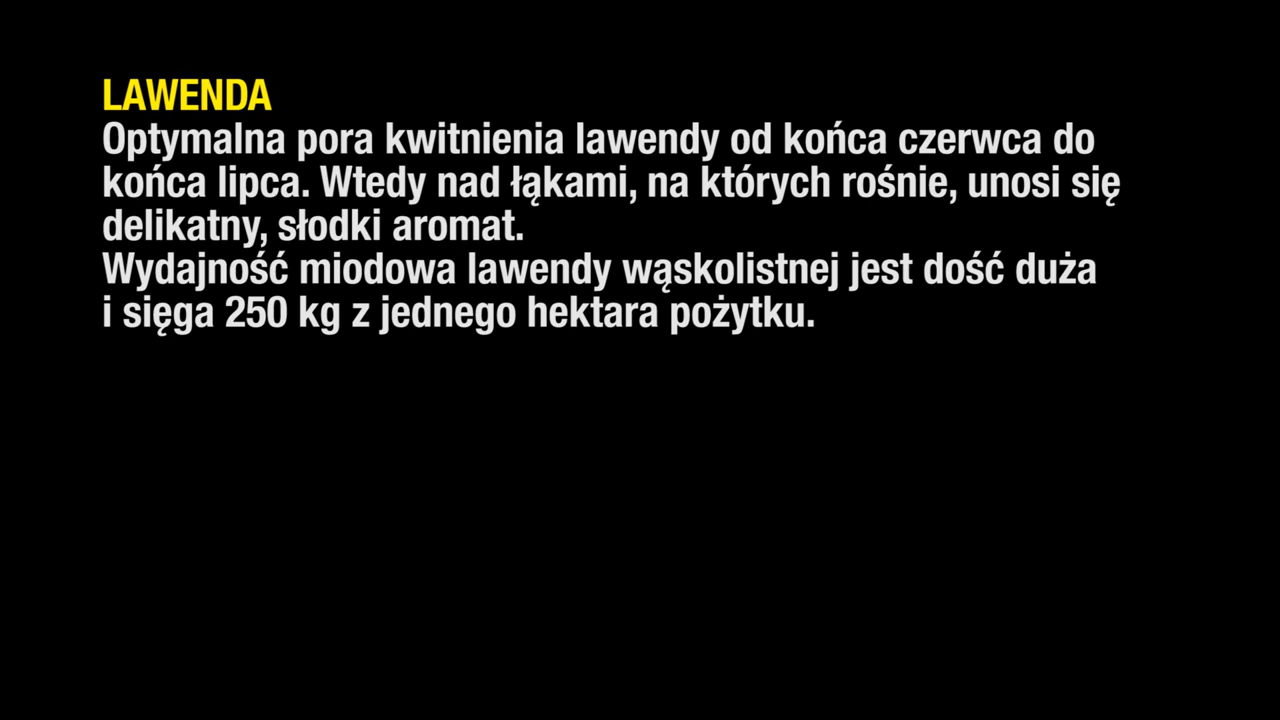 LAWENDA
Optymalna pora kwitnienia lawendy od końca czerwca do
końca lipca. Wtedy nad łąkami, na których rośnie, unosi się
delikatny, słodki aromat.
Wydajność miodowa lawendy wąskolistnej jest dość duża
i sięga 250 kg z jednego hektara pożytku.